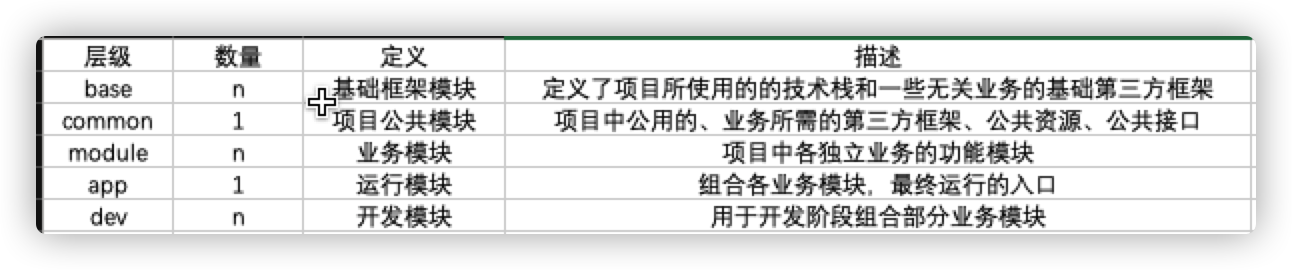 层级 数量 定义 描述
base n 基础框架模块 定义了项目所使用的的技术栈和一些无关业务的基础第三方框架
common 1 项目公共模块 项目中公用的、业务所需的第三方框架、公共资源、公共接口
module n 业务模块 项目中各独立业务的功能模块
app 1 运行模块 组合各业务模块，最终运行的入口
dev n 开发模块 用于开发阶段组合部分业务模块